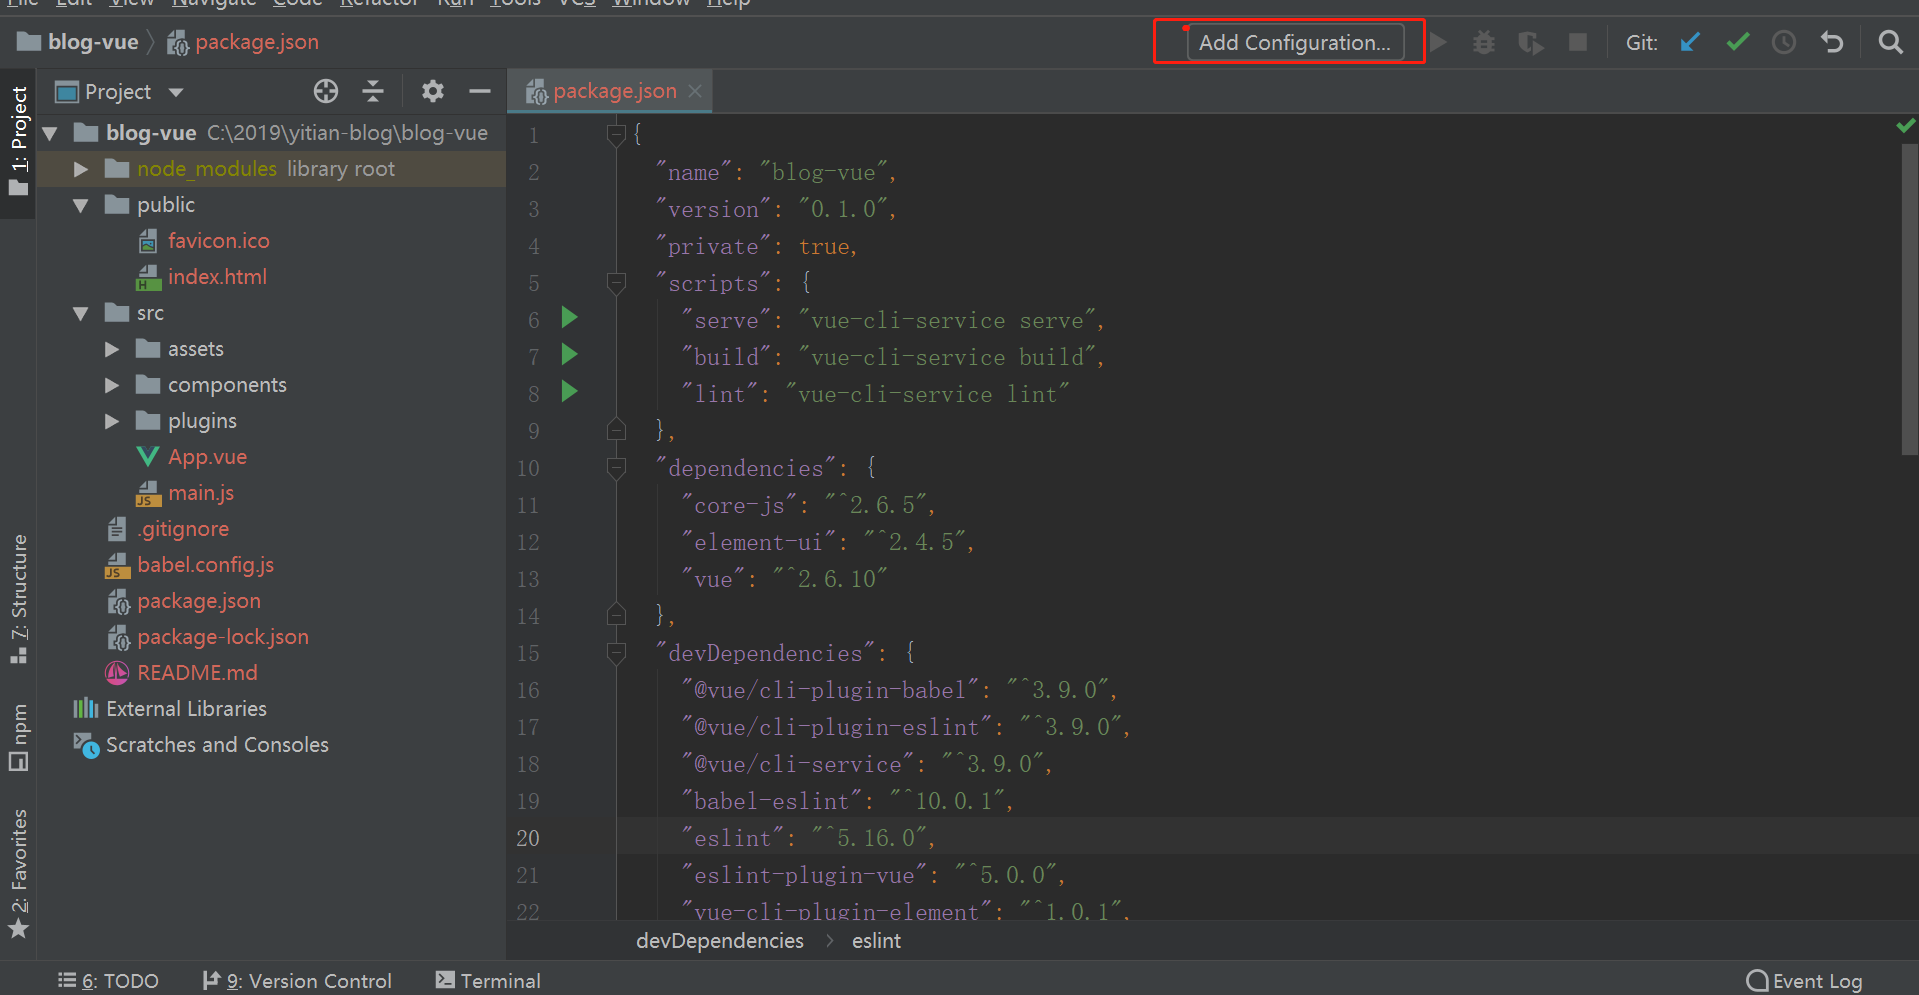 File Edit View Navigate Code Refactor Run Tools VCS Window Help
blog-vue package.json Add Configuration... Git:
1: Project
7: Structure
npm
2: Favorites
Project
blog-vue C:\2019\yitian-blog\blog-vue
node_modules library root
public
favicon.ico
index.html
src
assets
components
plugins
App.vue
main.js
.gitignore
babel.config.js
package.json
package-lock.json
README.md
External Libraries
Scratches and Consoles
package.json
1 {
2 "name": "blog-vue",
3 "version": "0.1.0",
4 "private": true,
5 "scripts": {
6 "serve": "vue-cli-service serve",
7 "build": "vue-cli-service build",
8 "lint": "vue-cli-service lint"
9 },
10 "dependencies": {
11 "core-js": "^2.6.5",
12 "element-ui": "^2.4.5",
13 "vue": "^2.6.10"
14 },
15 "devDependencies": {
16 "@vue/cli-plugin-babel": "^3.9.0",
17 "@vue/cli-plugin-eslint": "^3.9.0",
18 "@vue/cli-service": "^3.9.0",
19 "babel-eslint": "^10.0.1",
20 "eslint": "^5.16.0",
21 "eslint-plugin-vue": "^5.0.0",
22 "vue-cli-plugin-element": "^1.0.1",
devDependencies eslint
6: TODO 9: Version Control Terminal Event Log